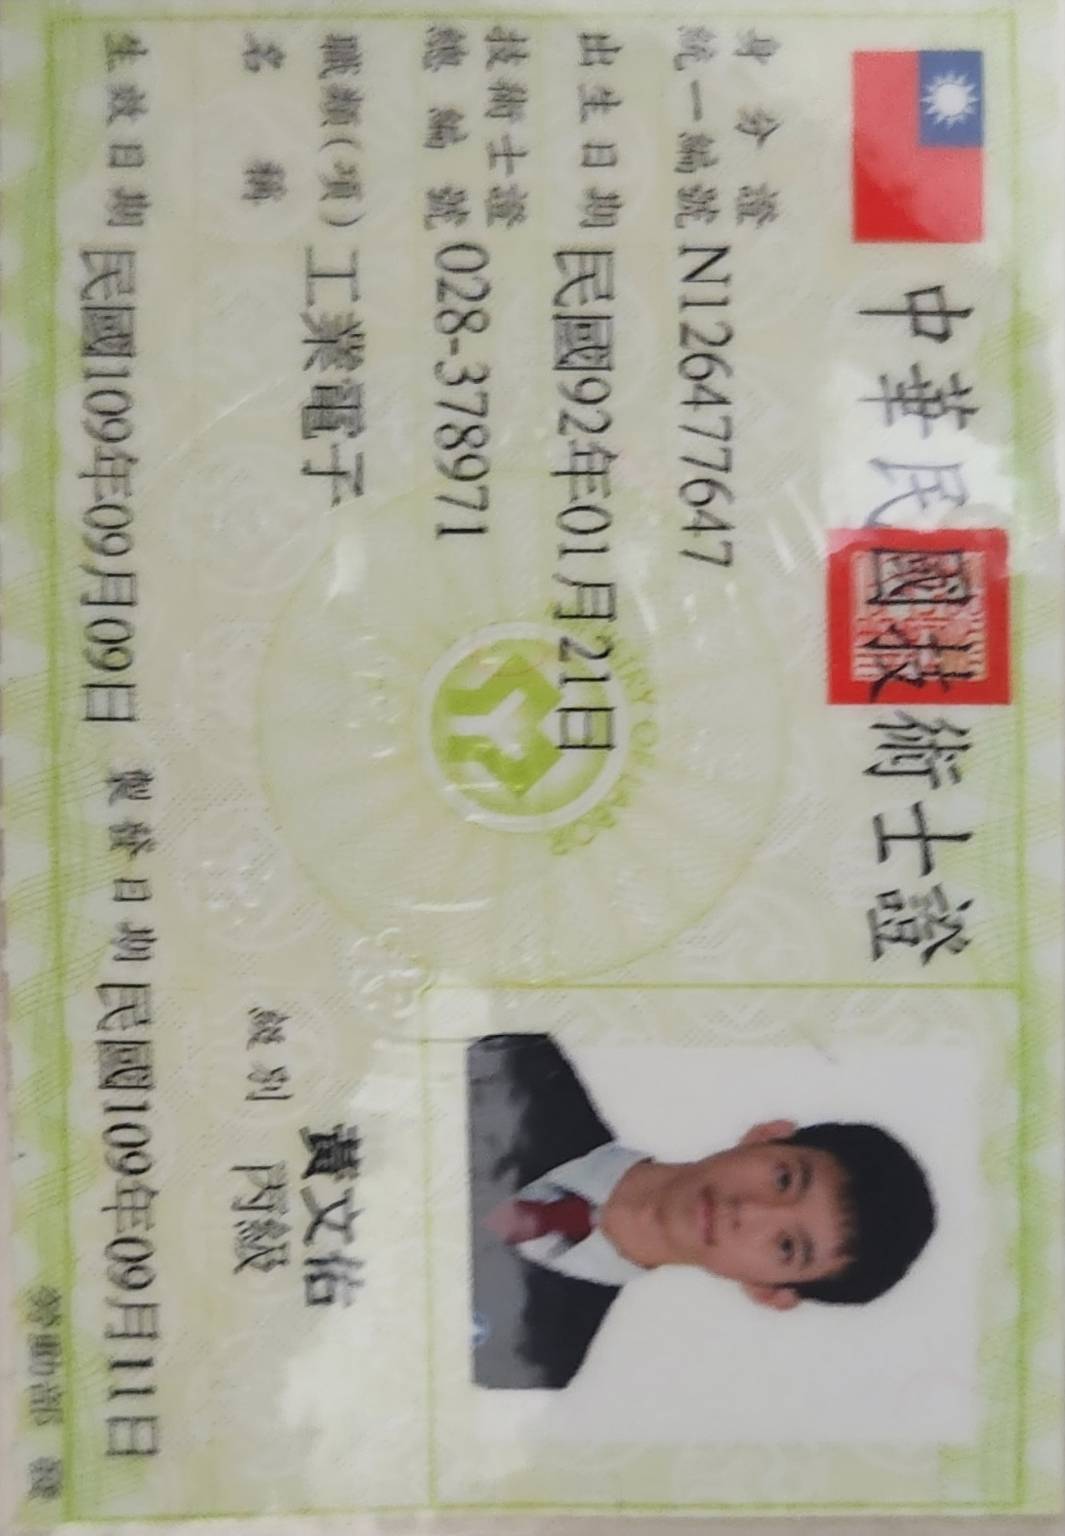 中華民國技術士證
身分證
統一編號 N126477647
出生日期 民國92年01月21日
MINISTRY OF LABOR
技術士證
總編號 028-378971
職類(項) 工業電子
名稱
黃文佑
級別 丙級
生效日期 民國109年09月09日 製發日期 民國109年09月11日
勞動部 發